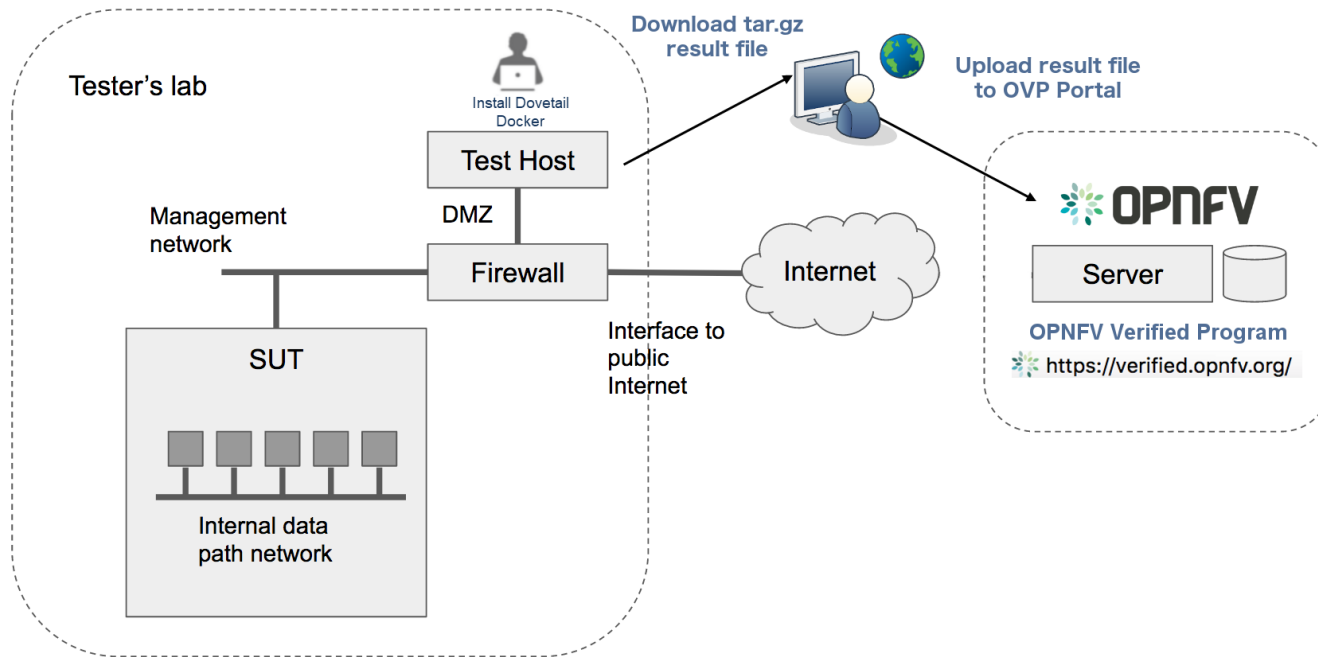 Download tar.gz
result file
Tester's lab
Upload result file
to OVP Portal
Install Dovetail
Docker
Test Host
OPNFV
Management
network
DMZ
Firewall
Internet
Server
Interface to
public
Internet
OPNFV Verified Program
https://verified.opnfv.org/
SUT
Internal data
path network